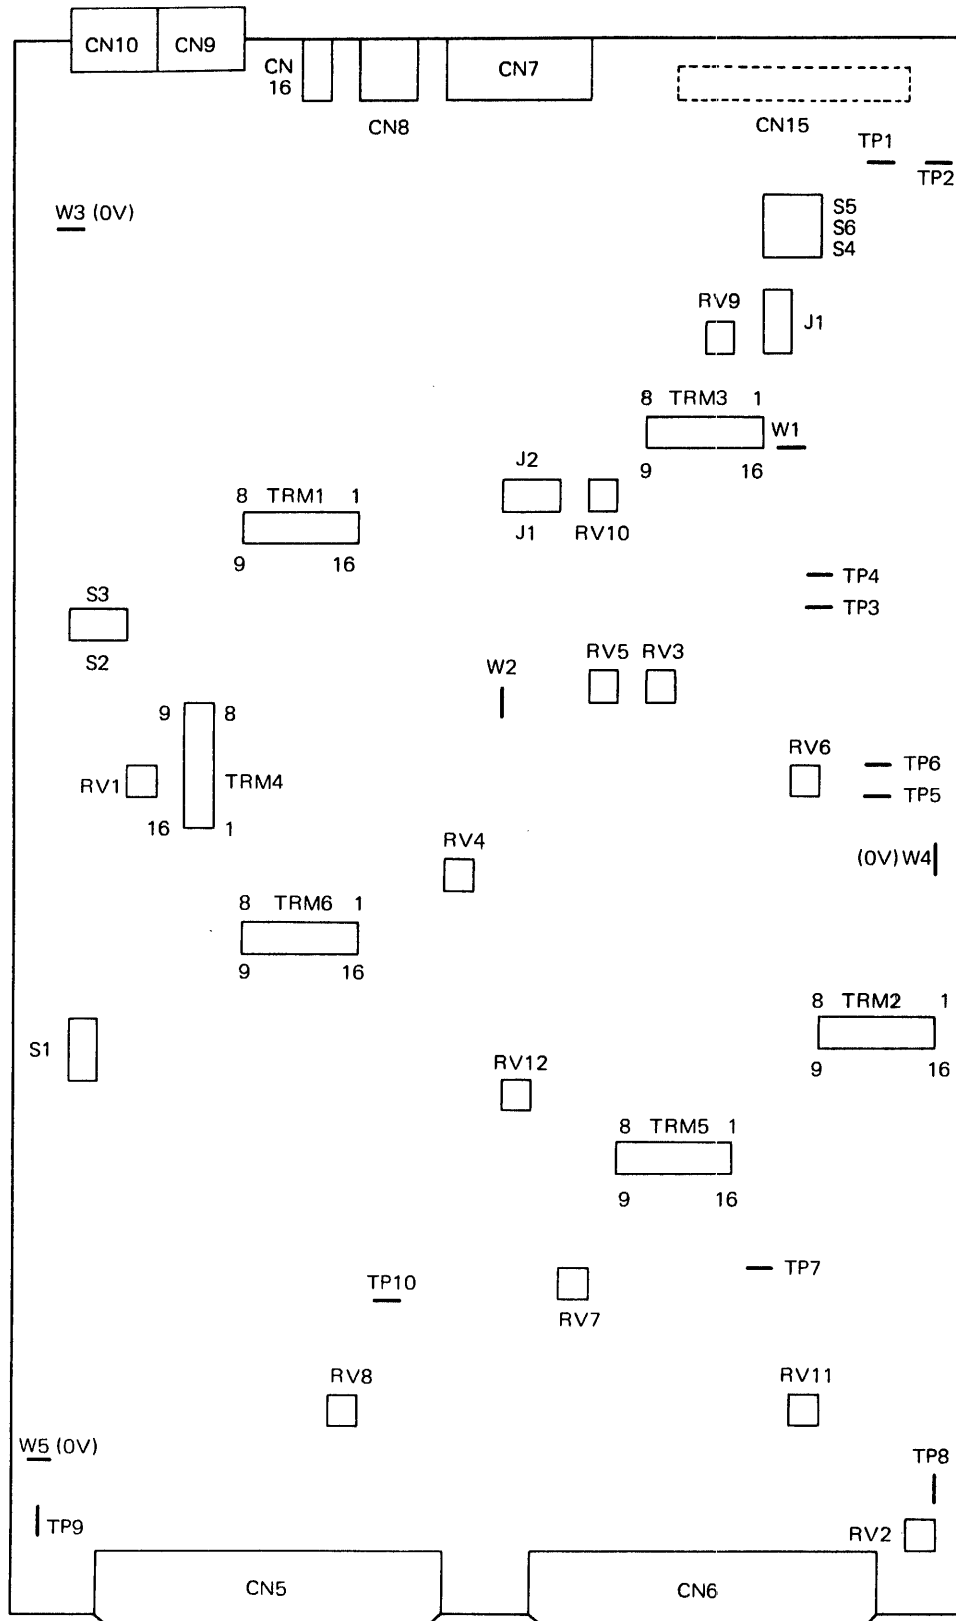 CN10 CN9
CN
16
CN7
CN8
CN15
TP1
TP2
W3 (0V)
S5
S6
S4
RV9
J1
8 TRM3 1
W1
9 16
J2
8 TRM1 1
J1
RV10
9 16
TP4
S3
TP3
S2
RV5 RV3
W2
9 8
RV6
TP6
RV1
TRM4
TP5
16 1
RV4
(0V) W4
8 TRM6 1
9 16
8 TRM2 1
S1
RV12
9 16
8 TRM5 1
9 16
TP7
TP10
RV7
RV8
RV11
W5 (0V)
TP8
TP9
RV2
CN5
CN6